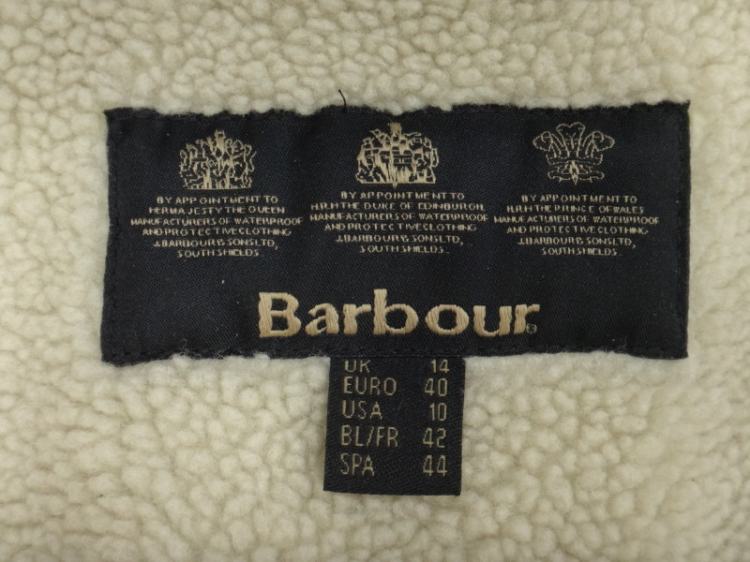 BY APPOINTMENT TO
HER MAJESTY THE QUEEN
MANUFACTURERS OF WATERPROOF
AND PROTECTIVE CLOTHING
J.BARBOUR & SONS LTD,
SOUTH SHIELDS.
BY APPOINTMENT TO
H.R.H THE DUKE OF EDINBURGH,
MANUFACTURERS OF WATERPROOF
AND PROTECTIVE CLOTHING
J.BARBOUR & SONS LTD,
SOUTH SHIELDS.
BY APPOINTMENT TO
H.R.H THE PRINCE OF WALES
MANUFACTURERS OF WATERPROOF
AND PROTECTIVE CLOTHING
J.BARBOUR & SONS LTD,
SOUTH SHIELDS.
Barbour®
UK 14
EURO 40
USA 10
BL/FR 42
SPA 44